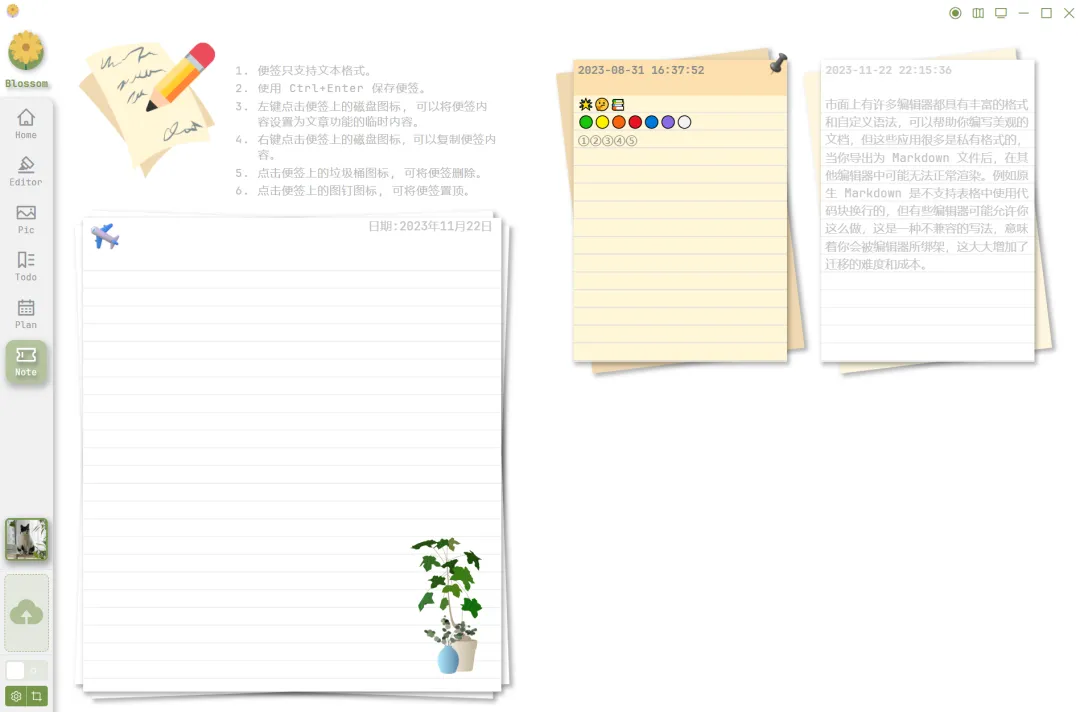 Blossom
Home
Editor
Pic
Todo
Plan
Note
1. 便签只支持文本格式。
2. 使用 Ctrl+Enter 保存便签。
3. 左键点击便签上的磁盘图标, 可以将便签内
容设置为文章功能的临时内容。
4. 右键点击便签上的磁盘图标, 可以复制便签内
容。
5. 点击便签上的垃圾桶图标, 可将便签删除。
6. 点击便签上的图钉图标, 可将便签置顶。
日期:2023年11月22日
2023-08-31 16:37:52
①②③④⑤
2023-11-22 22:15:36
市面上有许多编辑器都具有丰富的格式
和自定义语法, 可以帮助你编写美观的
文档, 但这些应用很多是私有格式的,
当你导出为 Markdown 文件后, 在其
他编辑器中可能无法正常渲染。例如原
生 Markdown 是不支持表格中使用代
码块换行的, 但有些编辑器可能允许你
这么做, 这是一种不兼容的写法, 意味
着你会被编辑器所绑架, 这大大增加了
迁移的难度和成本。